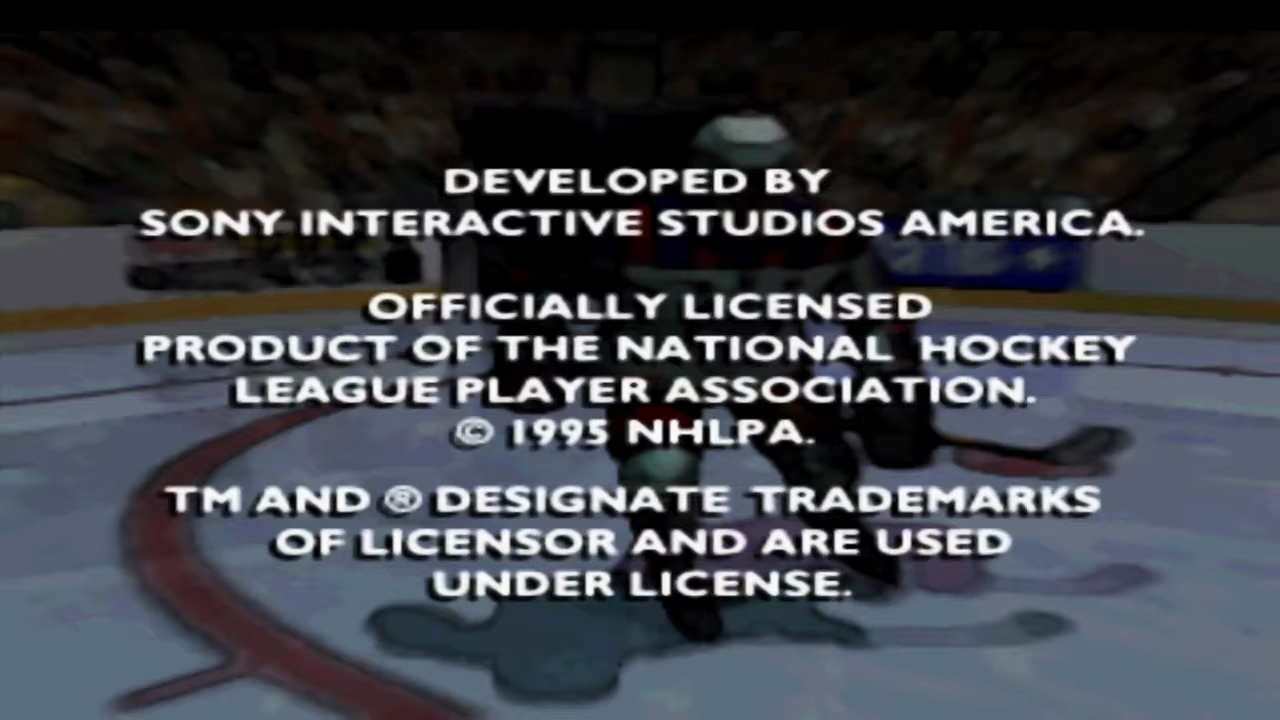 DEVELOPED BY
SONY INTERACTIVE STUDIOS AMERICA.
OFFICIALLY LICENSED
PRODUCT OF THE NATIONAL HOCKEY
LEAGUE PLAYER ASSOCIATION.
© 1995 NHLPA.
TM AND ® DESIGNATE TRADEMARKS
OF LICENSOR AND ARE USED
UNDER LICENSE.